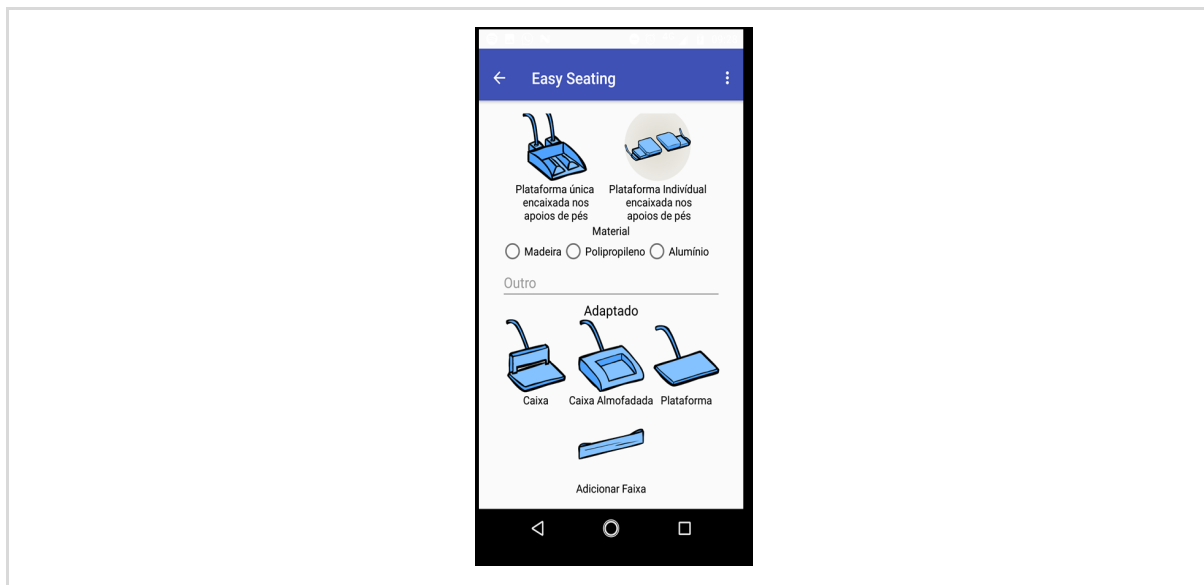 Easy Seating
Plataforma única
encaixada nos
apoios de pés
Plataforma Indivídual
encaixada nos
apoios de pés
Material
Madeira Polipropileno Alumínio
Outro
Adaptado
Caixa Caixa Almofadada Plataforma
Adicionar Faixa